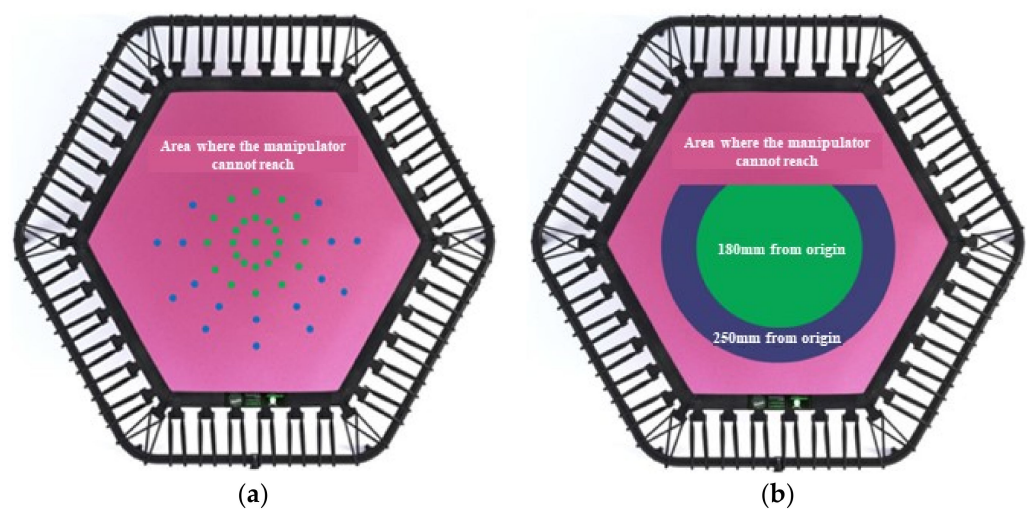 Area where the manipulator
cannot reach
Area where the manipulator
cannot reach
180mm from origin
250mm from origin
(a)
(b)